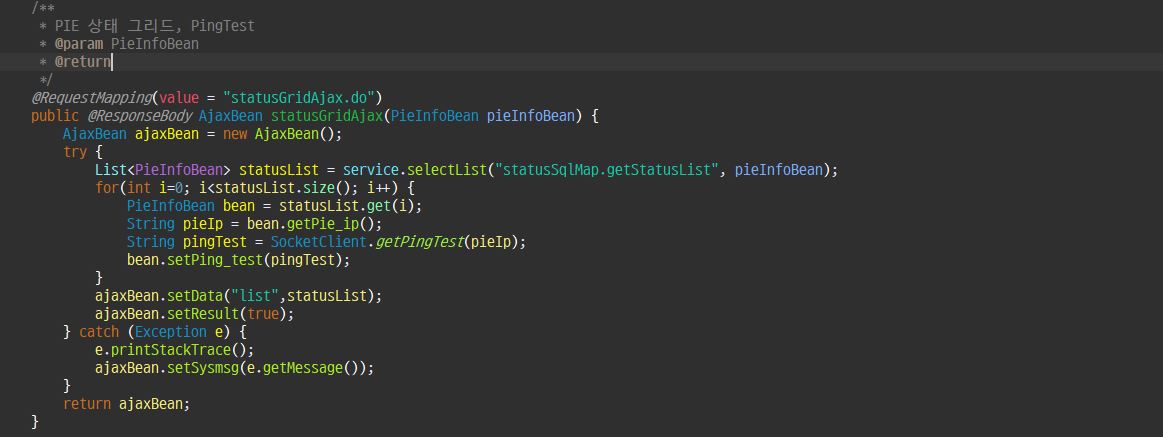 /**
 * PIE 상태 그리드, PingTest
 * @param PieInfoBean
 * @return
 */
@RequestMapping(value = "statusGridAjax.do")
public @ResponseBody AjaxBean statusGridAjax(PieInfoBean pieInfoBean) {
    AjaxBean ajaxBean = new AjaxBean();
    try {
        List<PieInfoBean> statusList = service.selectList("statusSqlMap.getStatusList", pieInfoBean);
        for(int i=0; i<statusList.size(); i++) {
            PieInfoBean bean = statusList.get(i);
            String pieIp = bean.getPie_ip();
            String pingTest = SocketClient.getPingTest(pieIp);
            bean.setPing_test(pingTest);
        }
        ajaxBean.setData("list",statusList);
        ajaxBean.setResult(true);
    } catch (Exception e) {
        e.printStackTrace();
        ajaxBean.setSysmsg(e.getMessage());
    }
    return ajaxBean;
}